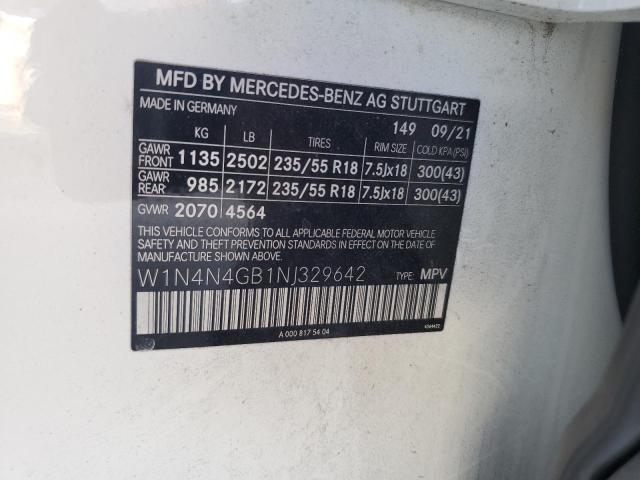 MFD BY MERCEDES-BENZ AG STUTTGART
MADE IN GERMANY
149 09/21
KG LB TIRES RIM SIZE COLD KPA(PSI)
GAWR FRONT 1135 2502 235/55 R18 7.5Jx18 300(43)
GAWR REAR 985 2172 235/55 R18 7.5Jx18 300(43)
GVWR 2070 4564
THIS VEHICLE CONFORMS TO ALL APPLICABLE FEDERAL MOTOR VEHICLE
SAFETY AND THEFT PREVENTION STANDARDS IN EFFECT ON THE DATE OF
MANUFACTURE SHOWN ABOVE.
W1N4N4GB1NJ329642 TYPE: MPV
A 000 817 54 04